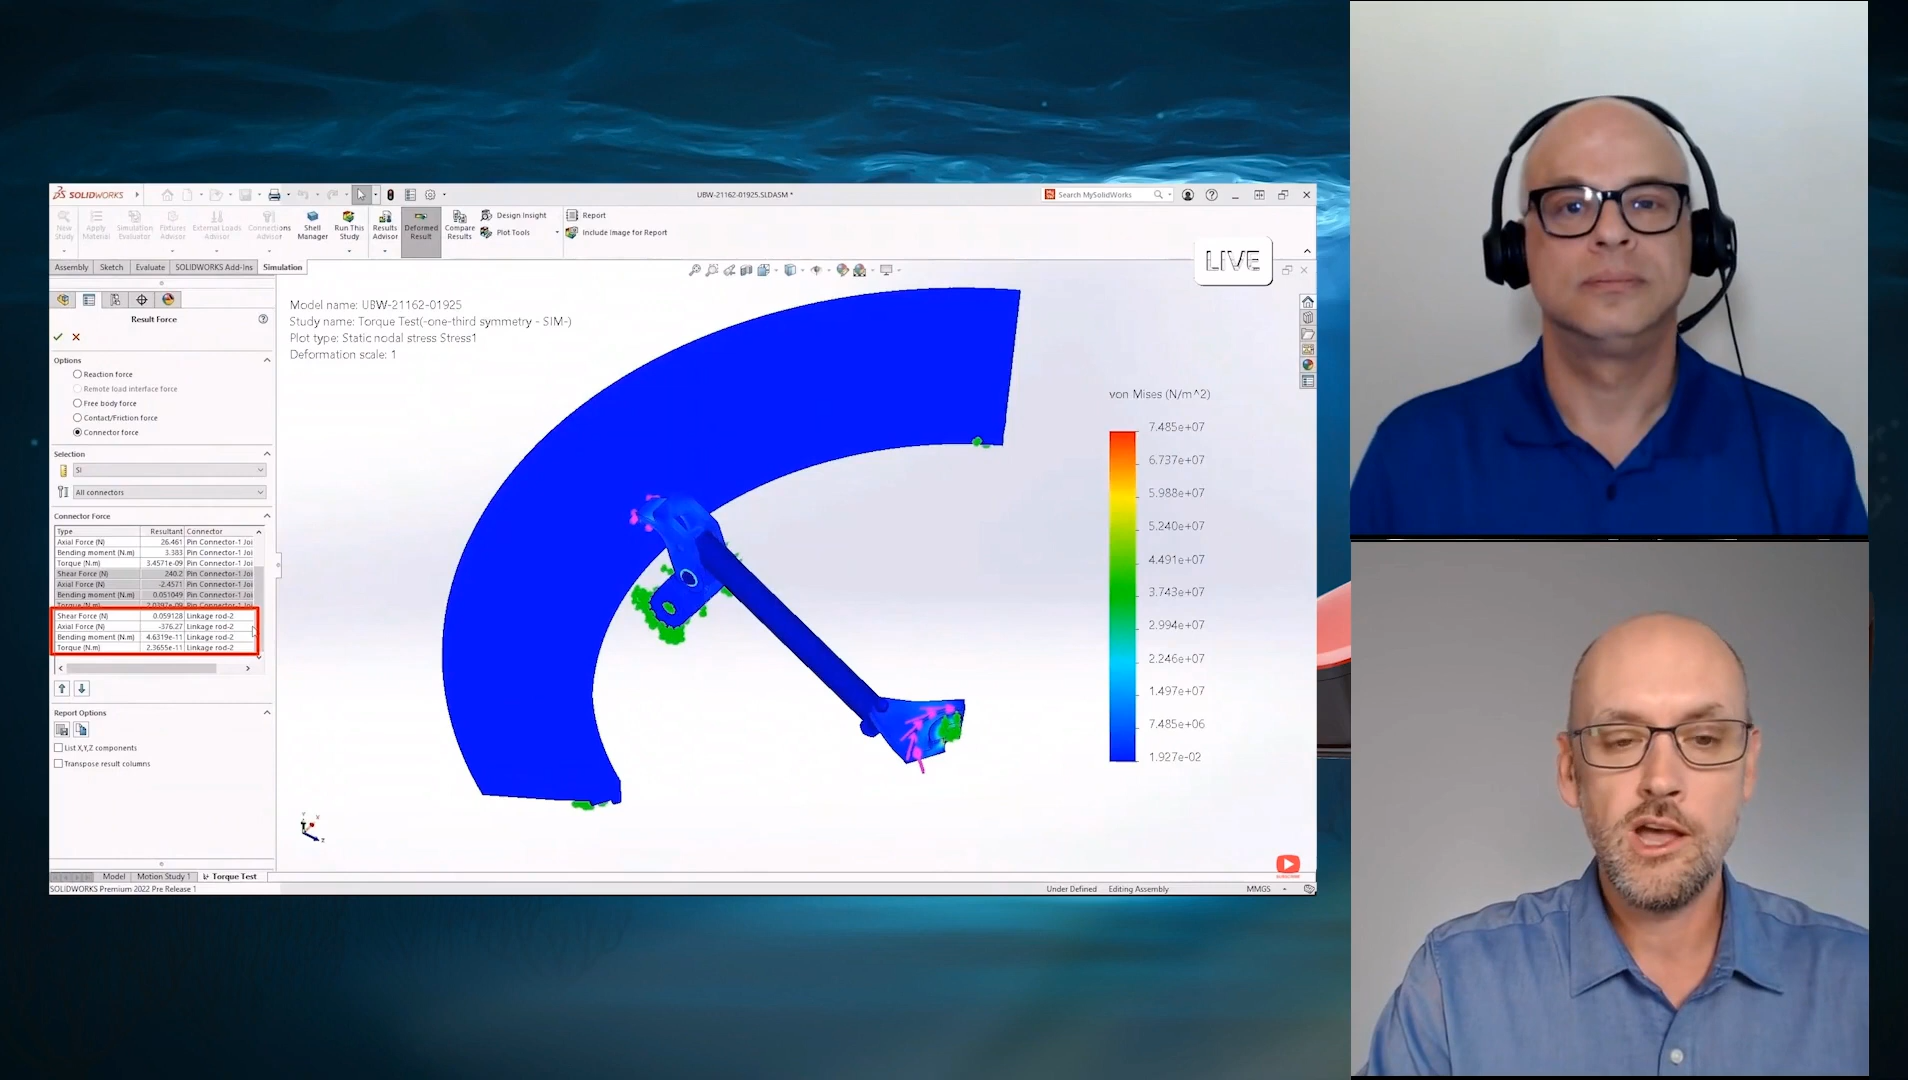 SOLIDWORKS
UBW-21162-01925.SLDASM *
Search MySolidWorks
New Study
Apply Material
Simulation Evaluator
Fixtures Advisor
External Loads Advisor
Connections Advisor
Shell Manager
Run This Study
Results Advisor
Deformed Result
Compare Results
Design Insight
Plot Tools
Report
Include Image for Report
Assembly
Sketch
Evaluate
SOLIDWORKS Add-Ins
Simulation
LIVE
Result Force
Options
Reaction force
Remote load interface force
Free body force
Contact/Friction force
Connector force
Selection
SI
All connectors
Connector Force
Type Resultant Connector
Axial Force (N) 26.461 Pin Connector-1 Joi
Bending moment (N.m) 3.383 Pin Connector-1 Joi
Torque (N.m) 3.4571e-09 Pin Connector-1 Joi
Shear Force (N) 240.2 Pin Connector-1 Joi
Axial Force (N) -2.4571 Pin Connector-1 Joi
Bending moment (N.m) 0.051049 Pin Connector-1 Joi
Torque (N.m) 2.0397e-09 Pin Connector-1 Joi
Shear Force (N) 0.059128 Linkage rod-2
Axial Force (N) -376.27 Linkage rod-2
Bending moment (N.m) 4.6319e-11 Linkage rod-2
Torque (N.m) 2.3655e-11 Linkage rod-2
Report Options
List X,Y,Z components
Transpose result columns
Model name: UBW-21162-01925
Study name: Torque Test(-one-third symmetry - SIM-)
Plot type: Static nodal stress Stress1
Deformation scale: 1
von Mises (N/m^2)
7.485e+07
6.737e+07
5.988e+07
5.240e+07
4.491e+07
3.743e+07
2.994e+07
2.246e+07
1.497e+07
7.485e+06
1.927e-02
Y
X
Z
SUBSCRIBE
Model
Motion Study 1
Torque Test
SOLIDWORKS Premium 2022 Pre Release 1
Under Defined
Editing Assembly
MMGS